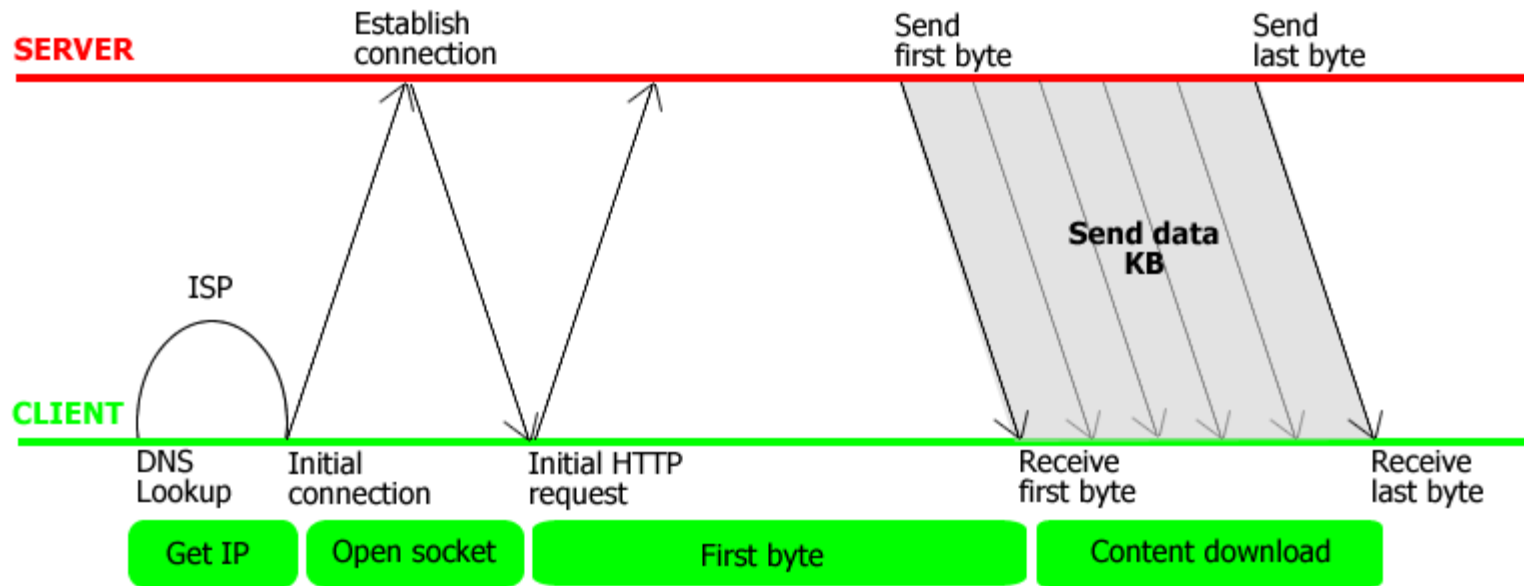 Establish
connection
Send
first byte
Send
last byte
SERVER
Send data
KB
ISP
CLIENT
DNS
Lookup
Initial
connection
Initial HTTP
request
Receive
first byte
Receive
last byte
Get IP
Open socket
First byte
Content download